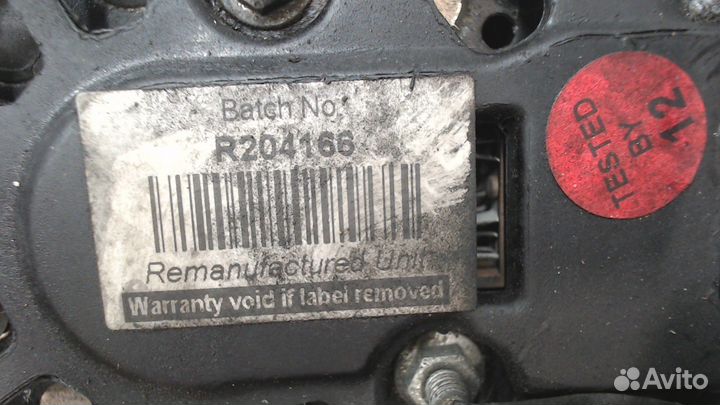 Batch No.
R204166
Remanufactured Unit
Warranty void if label removed
TESTED
BY
12
Avito